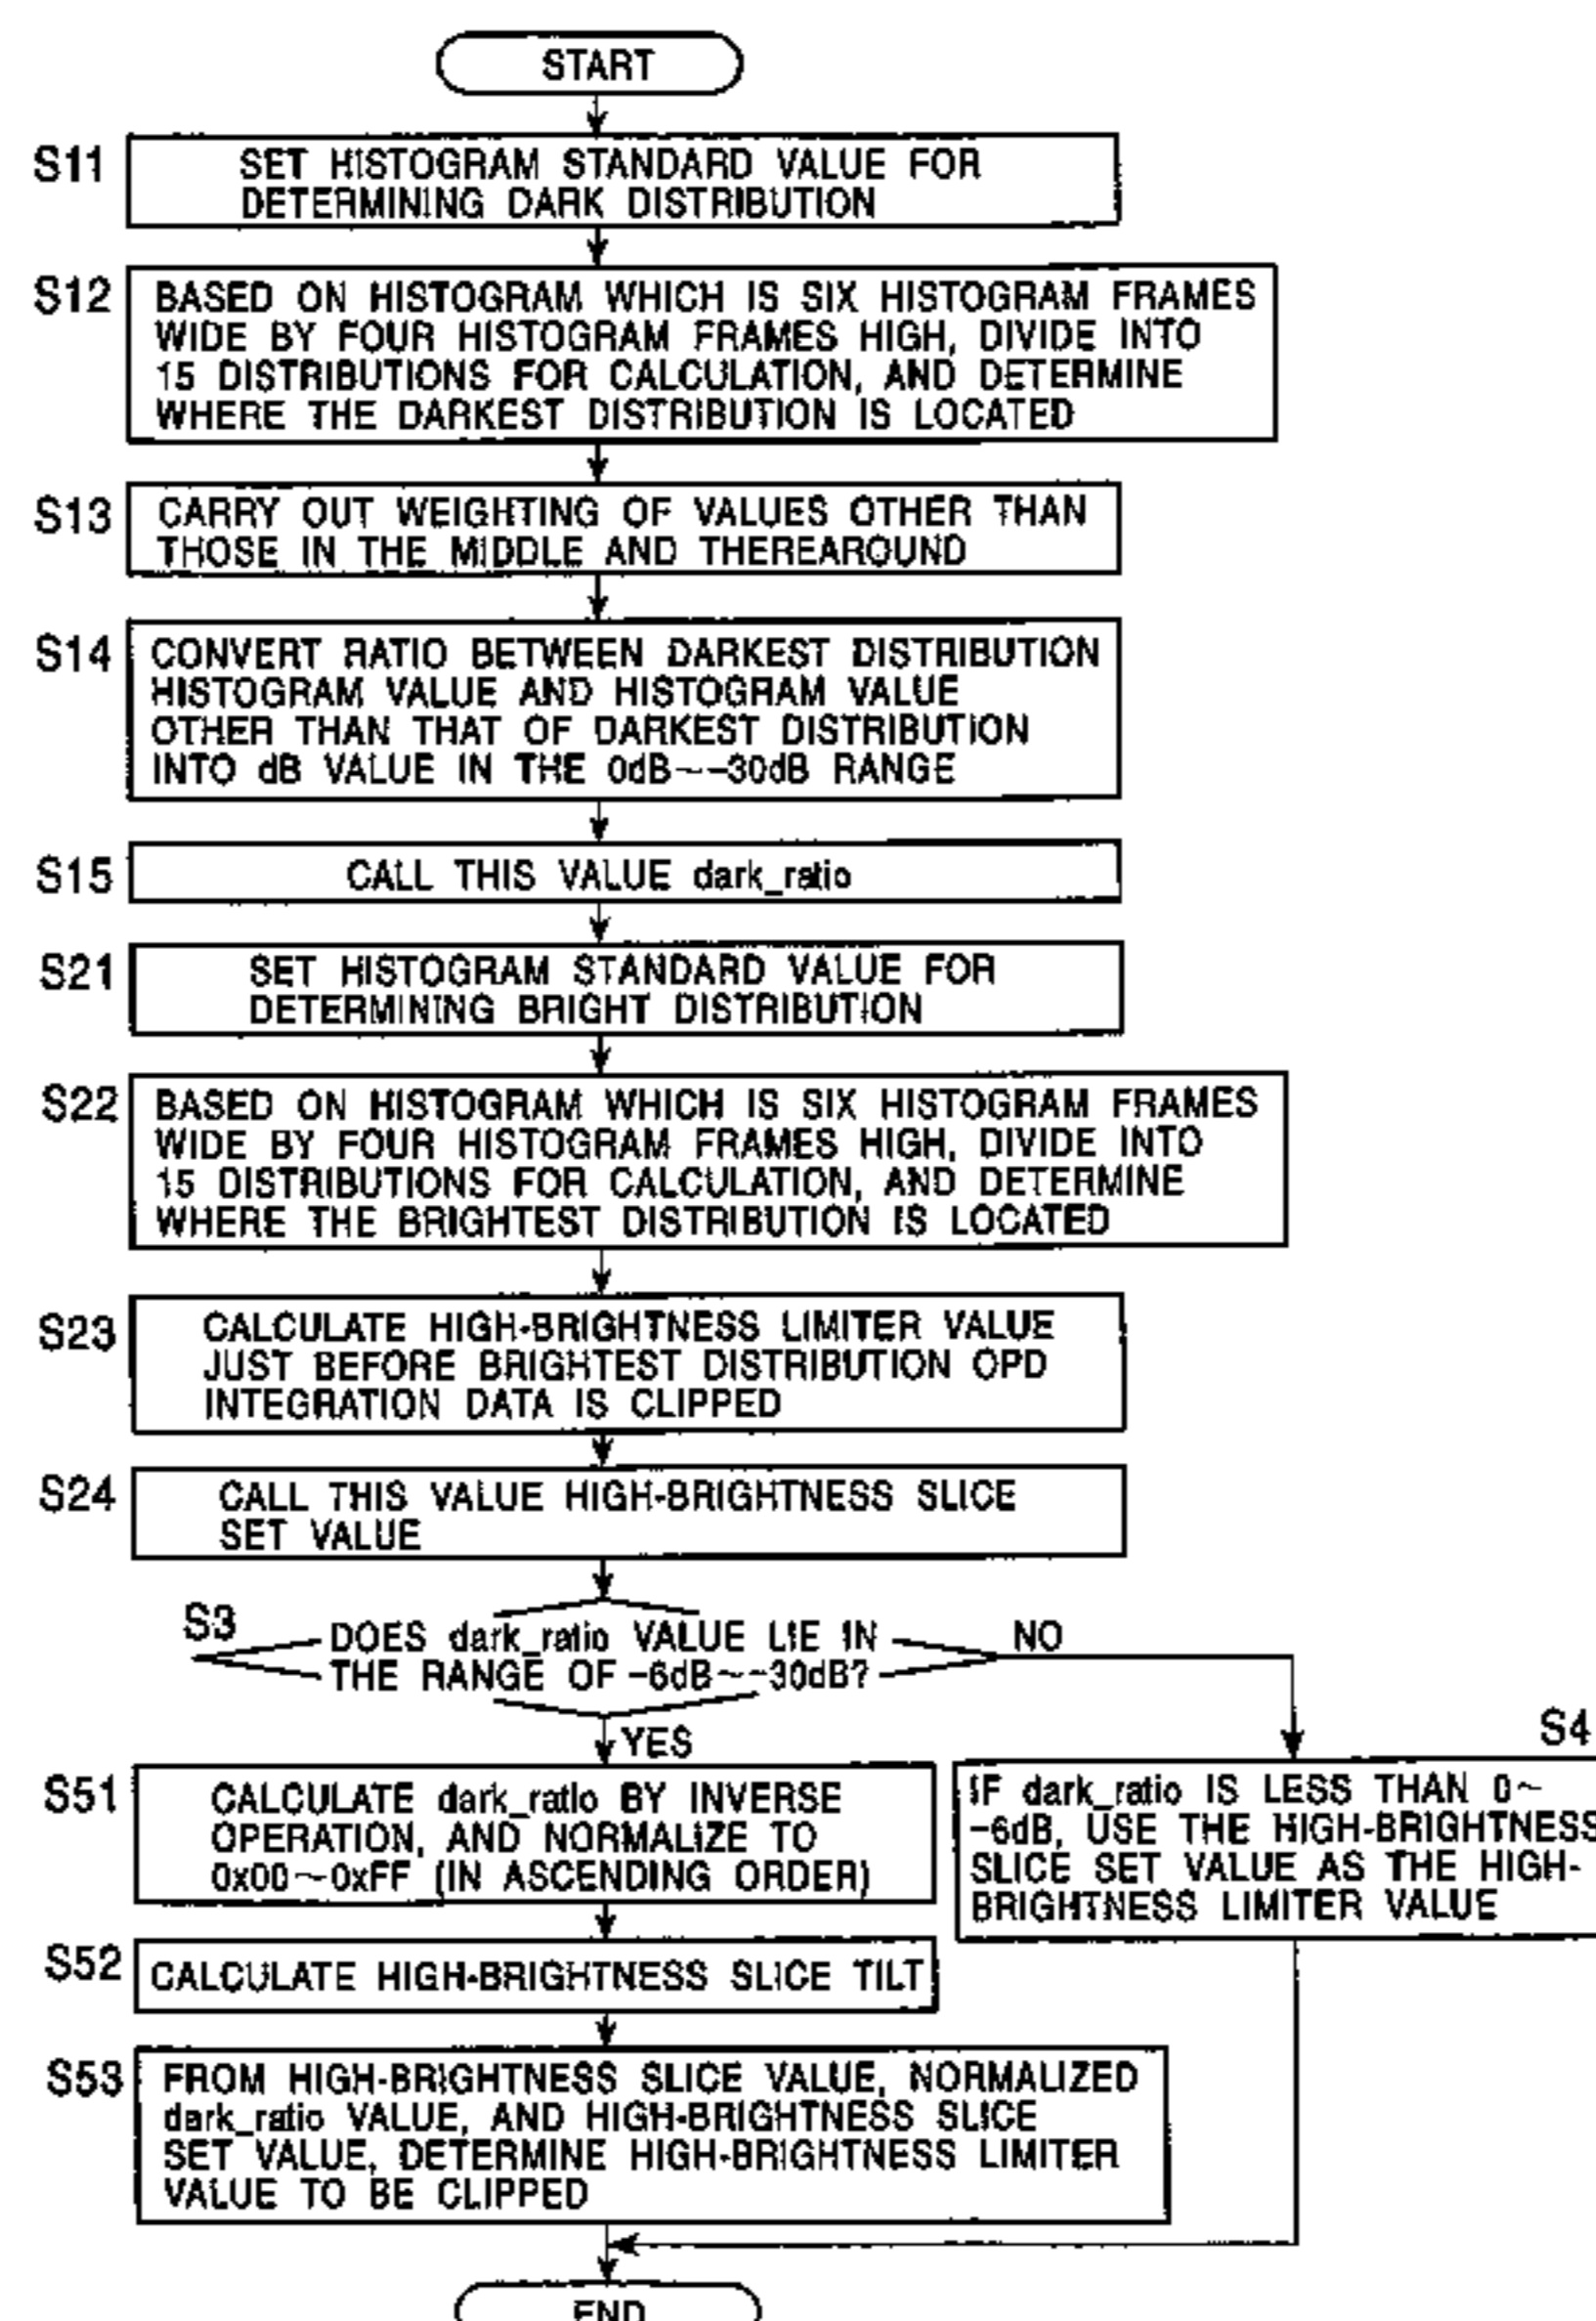 START
S11
SET HISTOGRAM STANDARD VALUE FOR
DETERMINING DARK DISTRIBUTION
S12
BASED ON HISTOGRAM WHICH IS SIX HISTOGRAM FRAMES
WIDE BY FOUR HISTOGRAM FRAMES HIGH, DIVIDE INTO
15 DISTRIBUTIONS FOR CALCULATION, AND DETERMINE
WHERE THE DARKEST DISTRIBUTION IS LOCATED
S13
CARRY OUT WEIGHTING OF VALUES OTHER THAN
THOSE IN THE MIDDLE AND THEREAROUND
S14
CONVERT RATIO BETWEEN DARKEST DISTRIBUTION
HISTOGRAM VALUE AND HISTOGRAM VALUE
OTHER THAN THAT OF DARKEST DISTRIBUTION
INTO dB VALUE IN THE 0dB~-30dB RANGE
S15
CALL THIS VALUE dark_ratio
S21
SET HISTOGRAM STANDARD VALUE FOR
DETERMINING BRIGHT DISTRIBUTION
S22
BASED ON HISTOGRAM WHICH IS SIX HISTOGRAM FRAMES
WIDE BY FOUR HISTOGRAM FRAMES HIGH, DIVIDE INTO
15 DISTRIBUTIONS FOR CALCULATION, AND DETERMINE
WHERE THE BRIGHTEST DISTRIBUTION IS LOCATED
S23
CALCULATE HIGH-BRIGHTNESS LIMITER VALUE
JUST BEFORE BRIGHTEST DISTRIBUTION OPD
INTEGRATION DATA IS CLIPPED
S24
CALL THIS VALUE HIGH-BRIGHTNESS SLICE
SET VALUE
S3
DOES dark_ratio VALUE LIE IN
THE RANGE OF -6dB~-30dB?
NO
YES
S4
IF dark_ratio IS LESS THAN 0~
-6dB, USE THE HIGH-BRIGHTNESS
SLICE SET VALUE AS THE HIGH-
BRIGHTNESS LIMITER VALUE
S51
CALCULATE dark_ratio BY INVERSE
OPERATION, AND NORMALIZE TO
0x00~0xFF (IN ASCENDING ORDER)
S52
CALCULATE HIGH-BRIGHTNESS SLICE TILT
S53
FROM HIGH-BRIGHTNESS SLICE VALUE, NORMALIZED
dark_ratio VALUE, AND HIGH-BRIGHTNESS SLICE
SET VALUE, DETERMINE HIGH-BRIGHTNESS LIMITER
VALUE TO BE CLIPPED
END